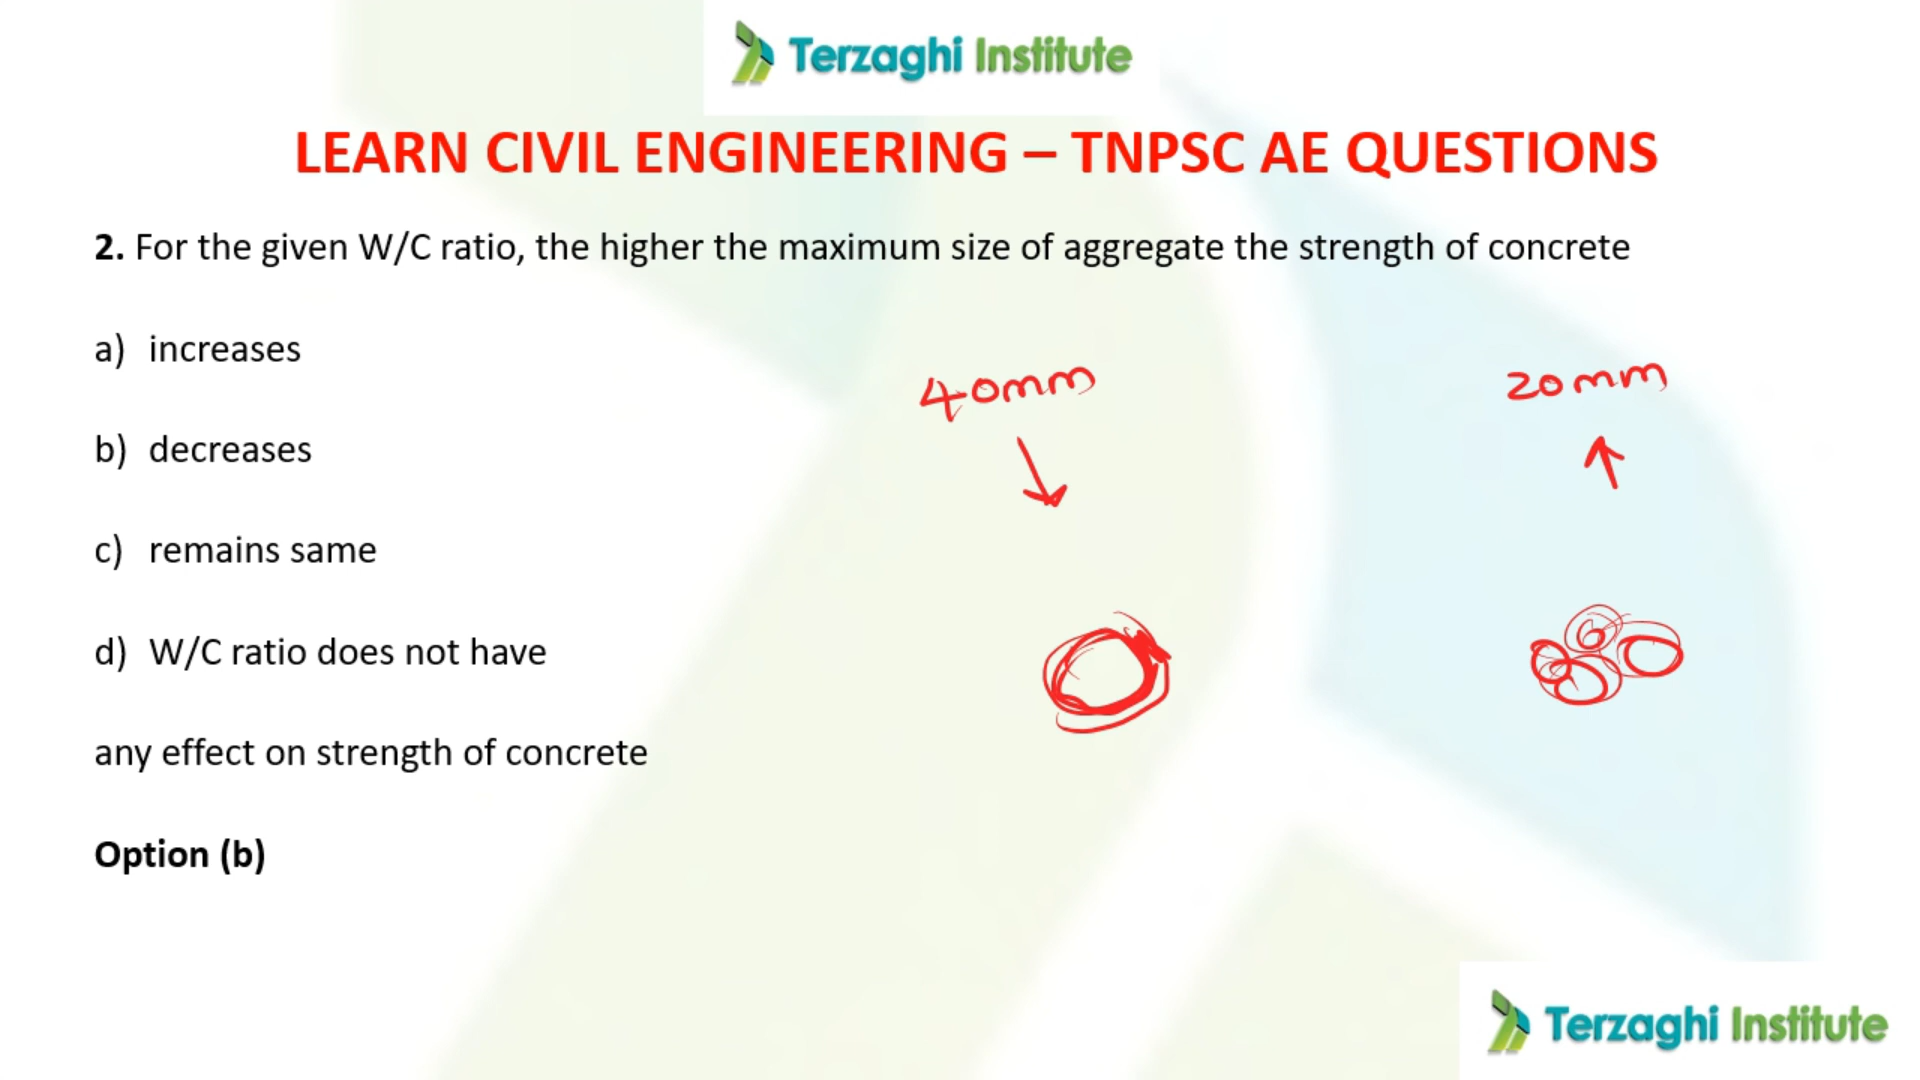 Terzaghi Institute
LEARN CIVIL ENGINEERING – TNPSC AE QUESTIONS
2. For the given W/C ratio, the higher the maximum size of aggregate the strength of concrete
a) increases
40mm
20mm
b) decreases
c) remains same
d) W/C ratio does not have
any effect on strength of concrete
Option (b)
Terzaghi Institute